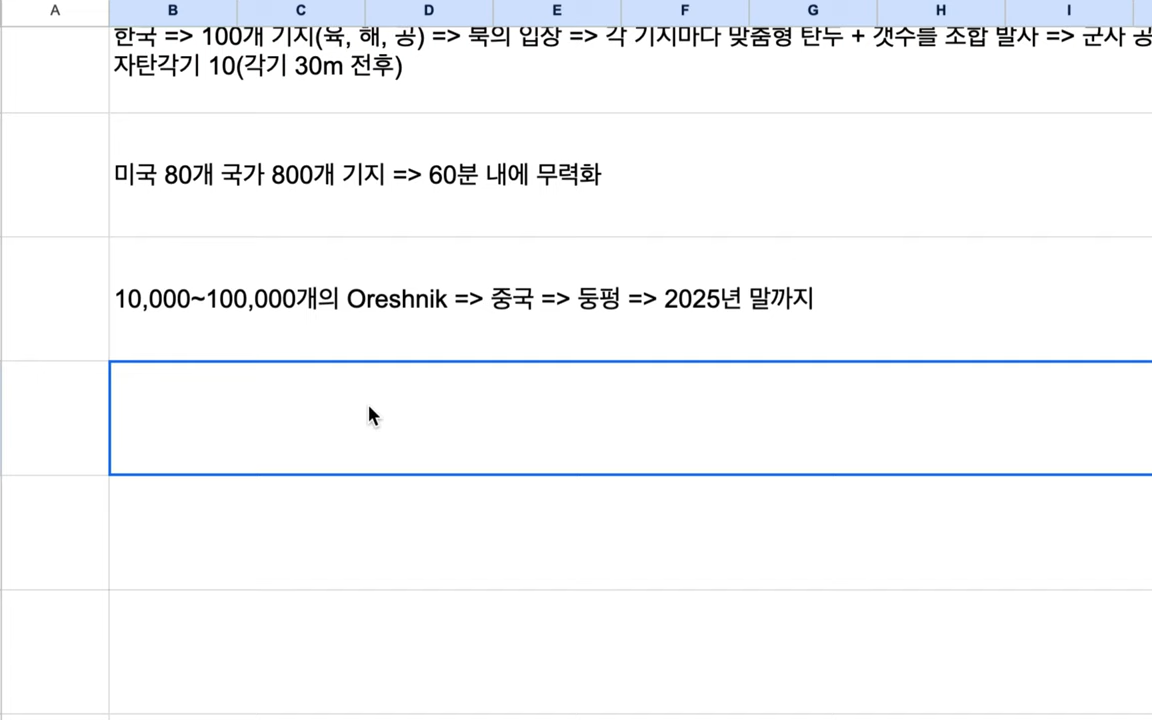 A B C D E F G H I
한국 => 100개 기지(육, 해, 공) => 북의 입장 => 각 기지마다 맞춤형 탄두 + 갯수를 조합 발사 => 군사 공
자탄각기 10(각기 30m 전후)
미국 80개 국가 800개 기지 => 60분 내에 무력화
10,000~100,000개의 Oreshnik => 중국 => 둥펑 => 2025년 말까지